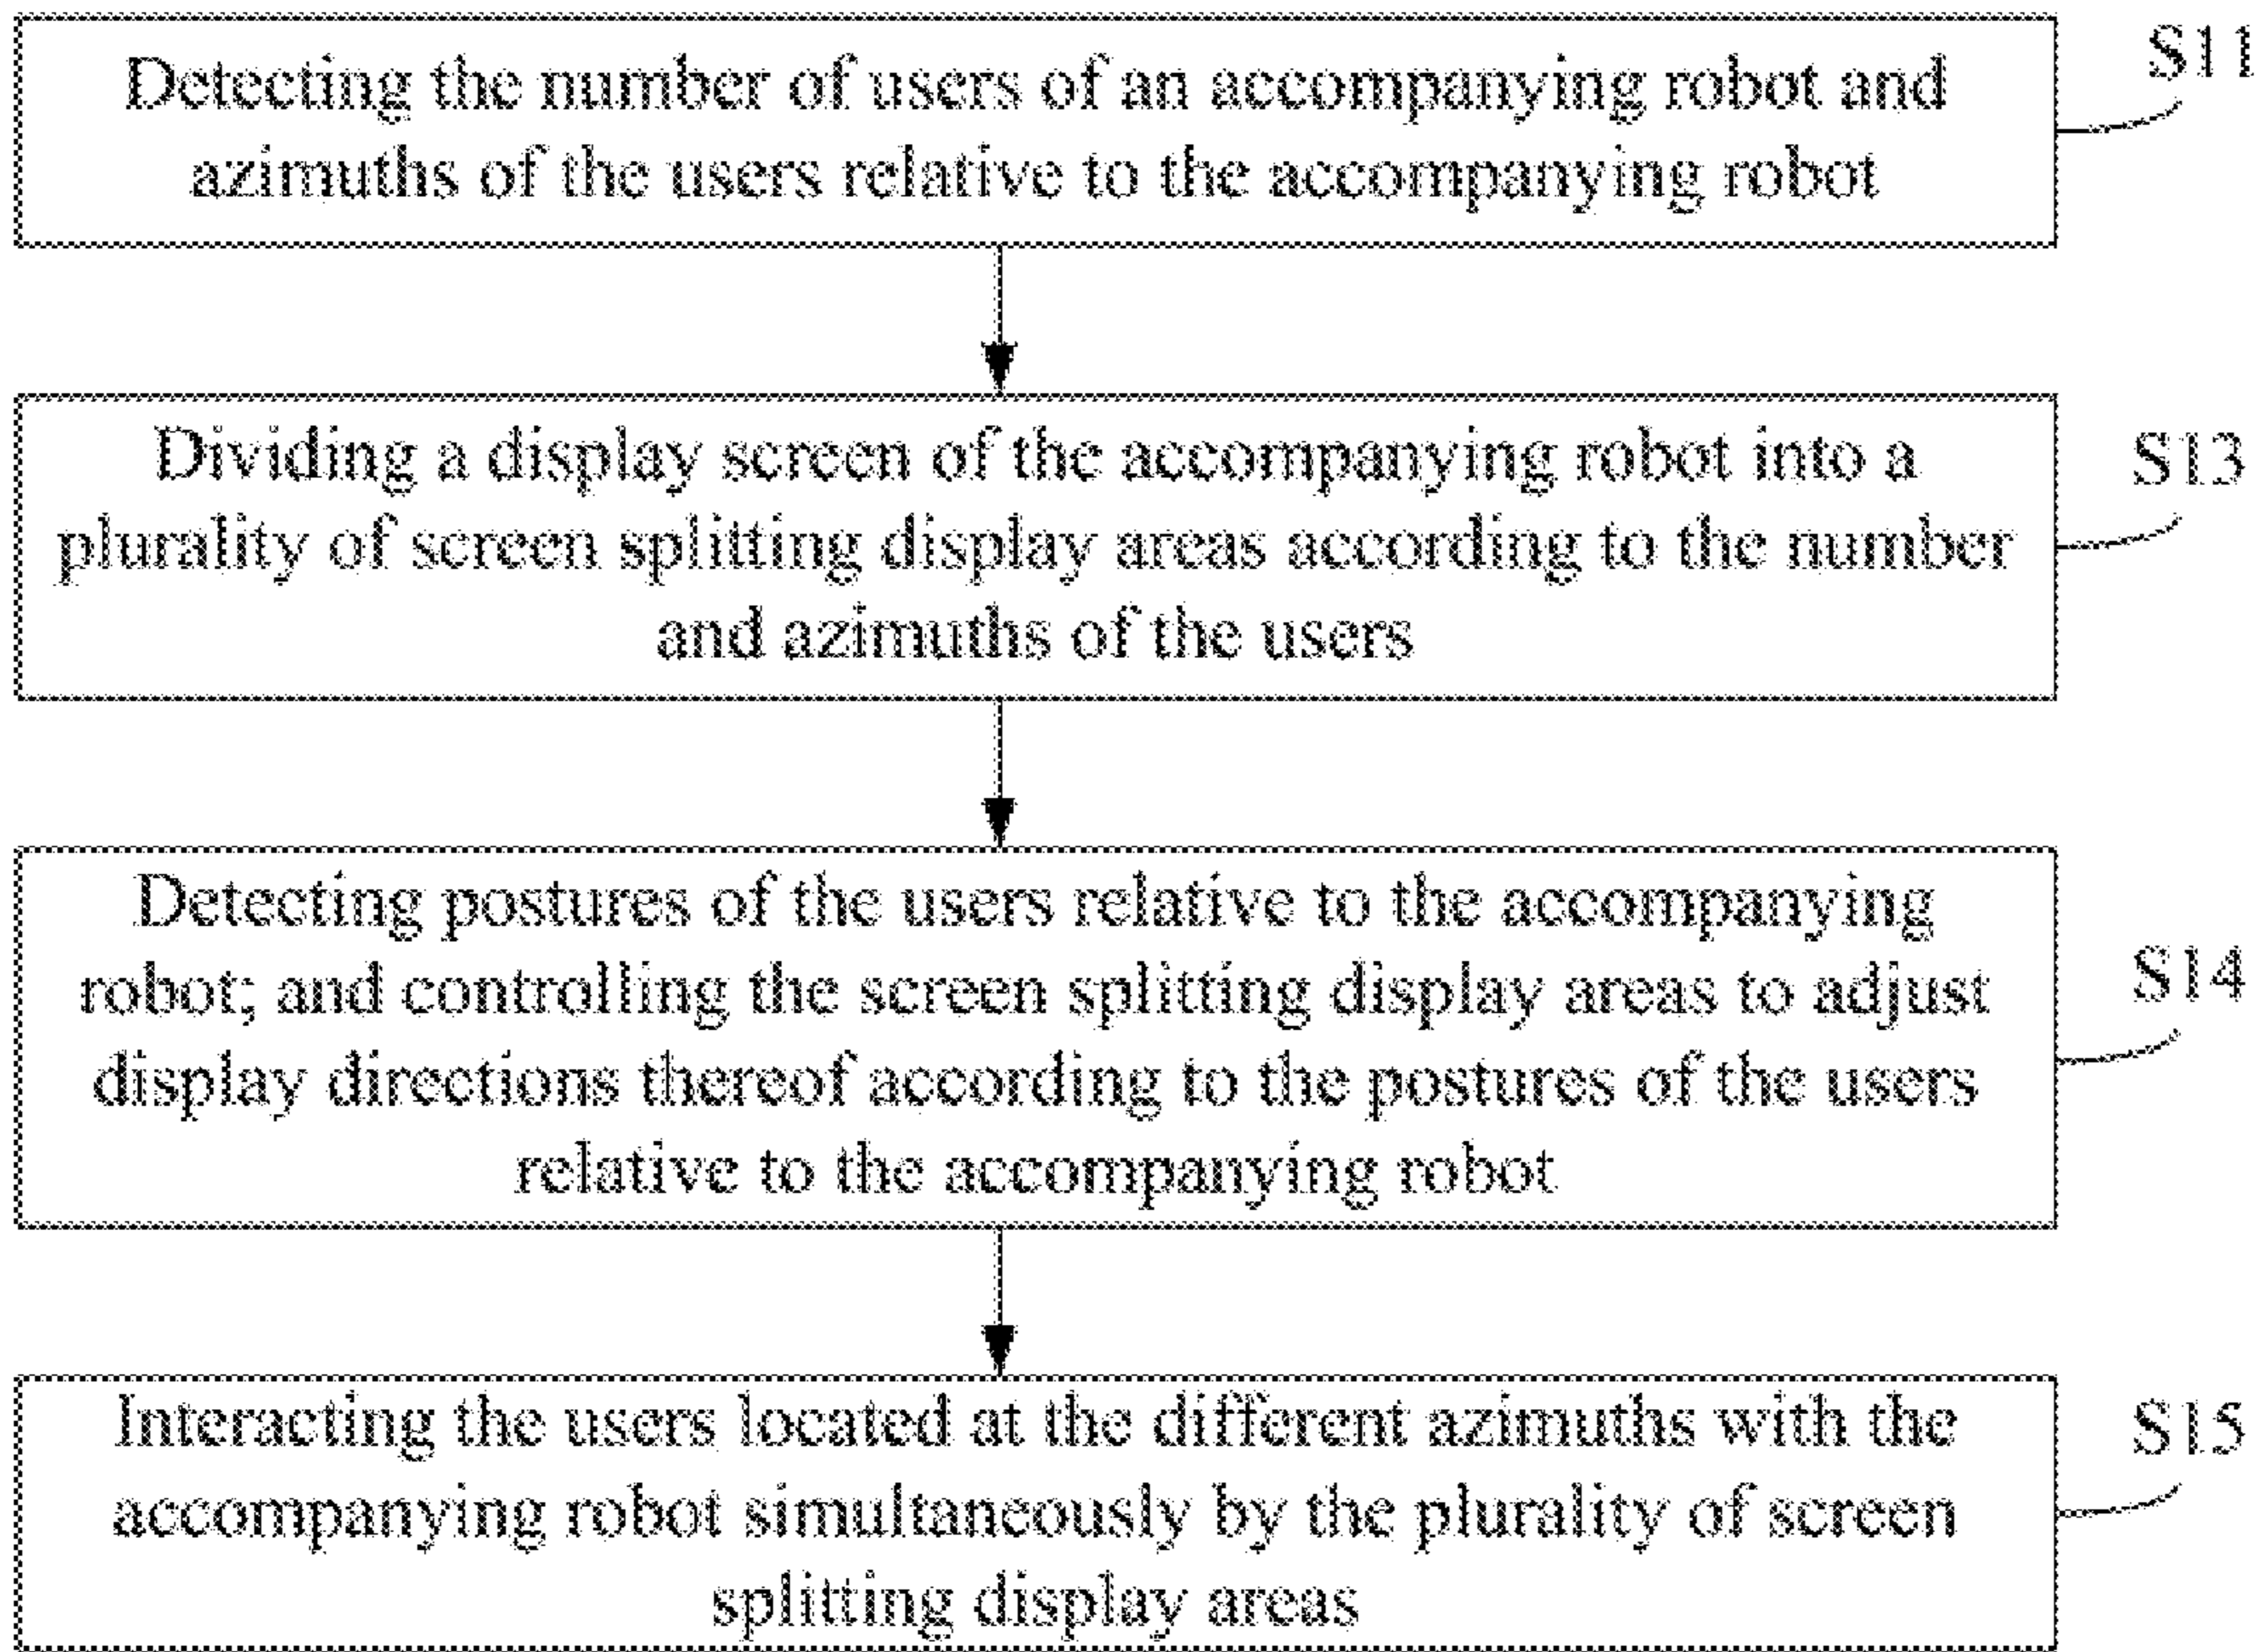 Detecting the number of users of an accompanying robot and
azimuths of the users relative to the accompanying robot
S11
Dividing a display screen of the accompanying robot into a
plurality of screen splitting display areas according to the number
and azimuths of the users
S13
Detecting postures of the users relative to the accompanying
robot; and controlling the screen splitting display areas to adjust
display directions thereof according to the postures of the users
relative to the accompanying robot
S14
Interacting the users located at the different azimuths with the
accompanying robot simultaneously by the plurality of screen
splitting display areas
S15